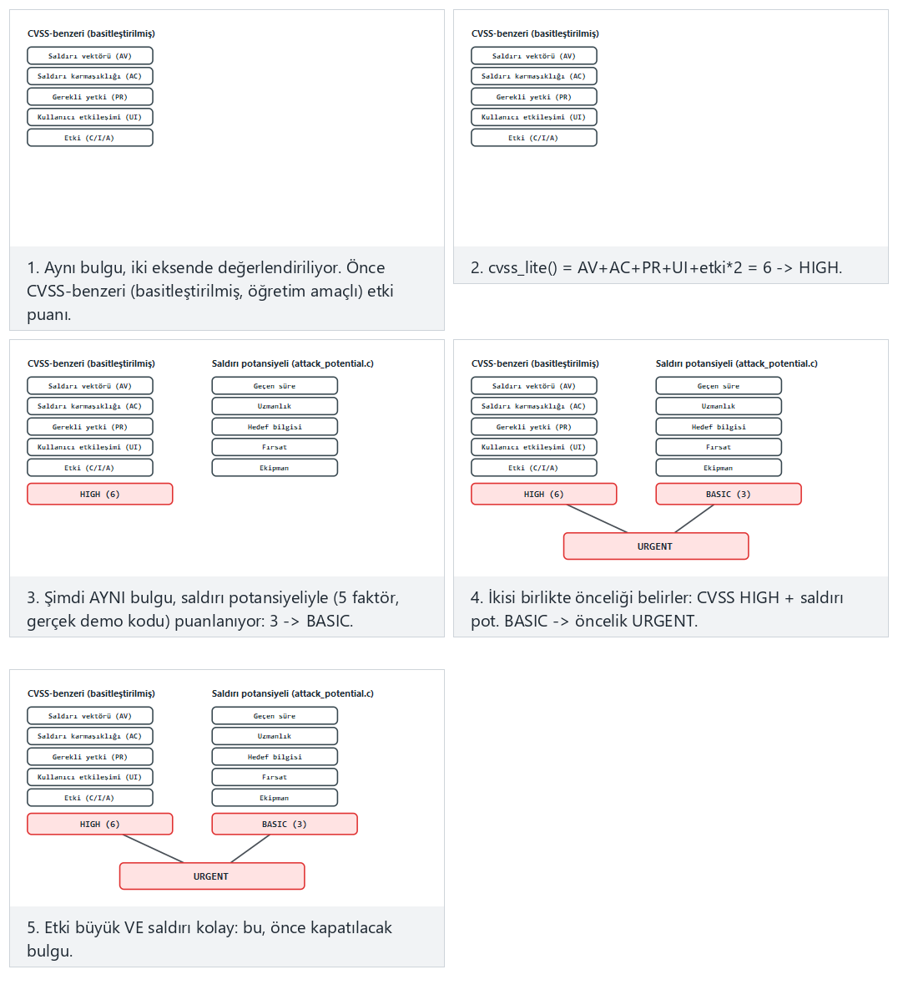 CVSS-benzeri (basitleştirilmiş)
Saldırı vektörü (AV)
Saldırı karmaşıklığı (AC)
Gerekli yetki (PR)
Kullanıcı etkileşimi (UI)
Etki (C/I/A)
1. Aynı bulgu, iki eksende değerlendiriliyor. Önce
CVSS-benzeri (basitleştirilmiş, öğretim amaçlı) etki
puanı.
CVSS-benzeri (basitleştirilmiş)
Saldırı vektörü (AV)
Saldırı karmaşıklığı (AC)
Gerekli yetki (PR)
Kullanıcı etkileşimi (UI)
Etki (C/I/A)
2. cvss_lite() = AV+AC+PR+UI+etki*2 = 6 -> HIGH.
CVSS-benzeri (basitleştirilmiş)
Saldırı vektörü (AV)
Saldırı karmaşıklığı (AC)
Gerekli yetki (PR)
Kullanıcı etkileşimi (UI)
Etki (C/I/A)
HIGH (6)
Saldırı potansiyeli (attack_potential.c)
Geçen süre
Uzmanlık
Hedef bilgisi
Fırsat
Ekipman
3. Şimdi AYNI bulgu, saldırı potansiyeliyle (5 faktör,
gerçek demo kodu) puanlanıyor: 3 -> BASIC.
CVSS-benzeri (basitleştirilmiş)
Saldırı vektörü (AV)
Saldırı karmaşıklığı (AC)
Gerekli yetki (PR)
Kullanıcı etkileşimi (UI)
Etki (C/I/A)
HIGH (6)
Saldırı potansiyeli (attack_potential.c)
Geçen süre
Uzmanlık
Hedef bilgisi
Fırsat
Ekipman
BASIC (3)
URGENT
4. İkisi birlikte önceliği belirler: CVSS HIGH + saldırı
pot. BASIC -> öncelik URGENT.
CVSS-benzeri (basitleştirilmiş)
Saldırı vektörü (AV)
Saldırı karmaşıklığı (AC)
Gerekli yetki (PR)
Kullanıcı etkileşimi (UI)
Etki (C/I/A)
HIGH (6)
Saldırı potansiyeli (attack_potential.c)
Geçen süre
Uzmanlık
Hedef bilgisi
Fırsat
Ekipman
BASIC (3)
URGENT
5. Etki büyük VE saldırı kolay: bu, önce kapatılacak
bulgu.